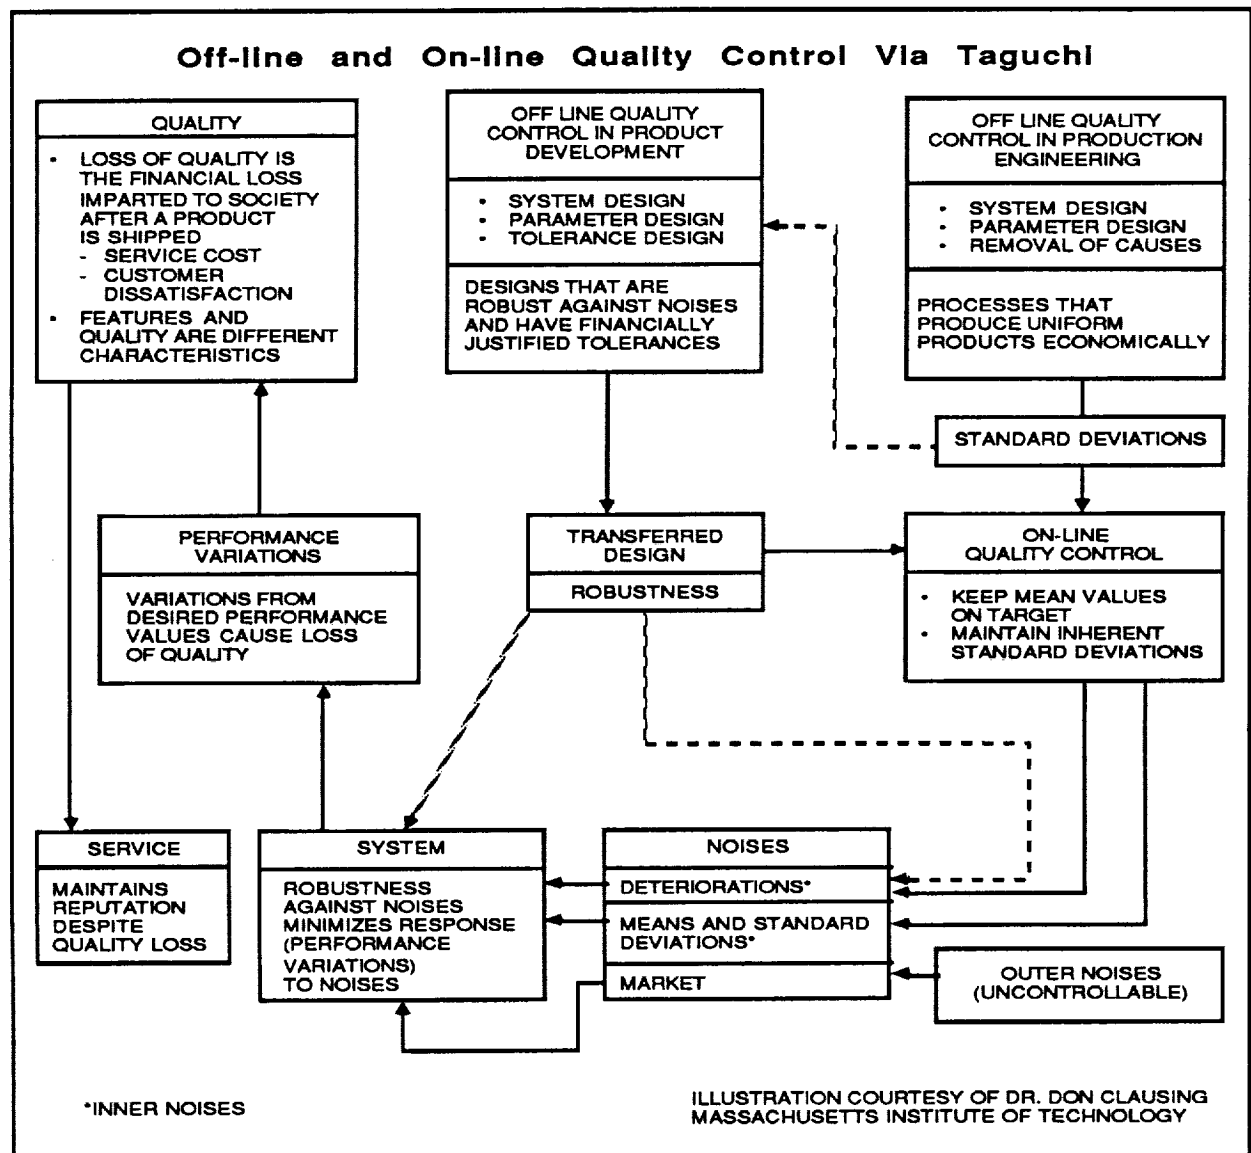 Off-line and On-line Quality Control Via Taguchi
QUALITY
• LOSS OF QUALITY IS
THE FINANCIAL LOSS
IMPARTED TO SOCIETY
AFTER A PRODUCT
IS SHIPPED
- SERVICE COST
- CUSTOMER
DISSATISFACTION
• FEATURES AND
QUALITY ARE DIFFERENT
CHARACTERISTICS
OFF LINE QUALITY
CONTROL IN PRODUCT
DEVELOPMENT
• SYSTEM DESIGN
• PARAMETER DESIGN
• TOLERANCE DESIGN
DESIGNS THAT ARE
ROBUST AGAINST NOISES
AND HAVE FINANCIALLY
JUSTIFIED TOLERANCES
OFF LINE QUALITY
CONTROL IN PRODUCTION
ENGINEERING
• SYSTEM DESIGN
• PARAMETER DESIGN
• REMOVAL OF CAUSES
PROCESSES THAT
PRODUCE UNIFORM
PRODUCTS ECONOMICALLY
STANDARD DEVIATIONS
PERFORMANCE
VARIATIONS
VARIATIONS FROM
DESIRED PERFORMANCE
VALUES CAUSE LOSS
OF QUALITY
TRANSFERRED
DESIGN
ROBUSTNESS
ON-LINE
QUALITY CONTROL
• KEEP MEAN VALUES
ON TARGET
• MAINTAIN INHERENT
STANDARD DEVIATIONS
SERVICE
MAINTAINS
REPUTATION
DESPITE
QUALITY LOSS
SYSTEM
ROBUSTNESS
AGAINST NOISES
MINIMIZES RESPONSE
(PERFORMANCE
VARIATIONS)
TO NOISES
NOISES
DETERIORATIONS*
MEANS AND STANDARD
DEVIATIONS*
MARKET
OUTER NOISES
(UNCONTROLLABLE)
*INNER NOISES
ILLUSTRATION COURTESY OF DR. DON CLAUSING
MASSACHUSETTS INSTITUTE OF TECHNOLOGY